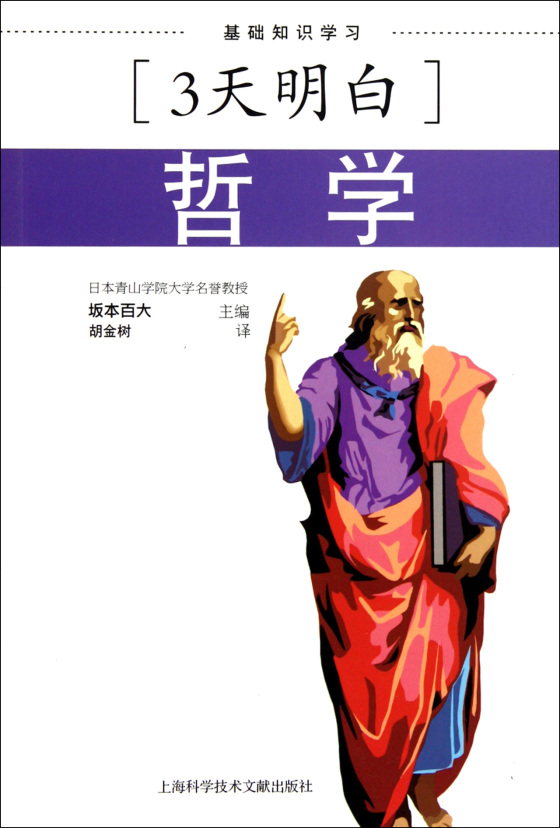 基础知识学习
[3天明白]
哲学
日本青山学院大学名誉教授
坂本百大 主编
胡金树 译
上海科学技术文献出版社